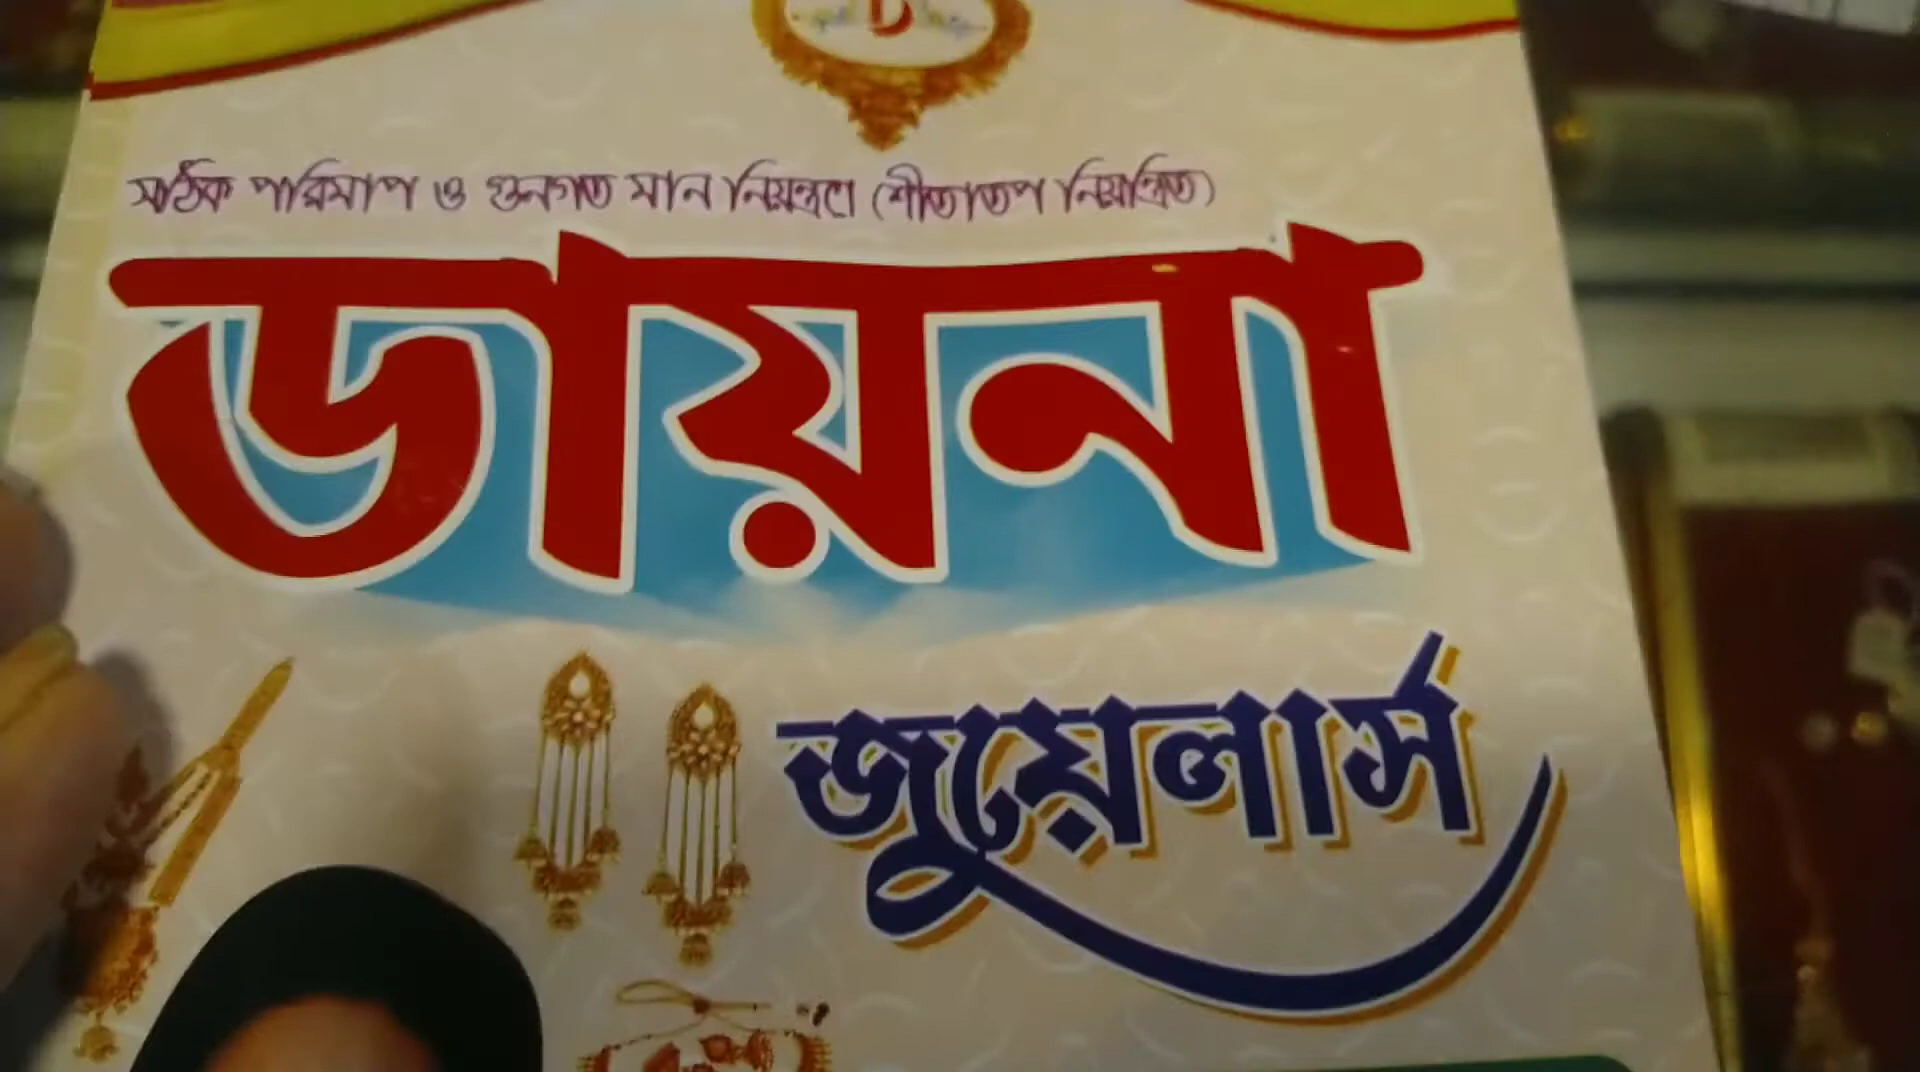 D
সঠিক পরিমাপ ও গুনগত মান নিয়ন্ত্রণে (শীতাতপ নিয়ন্ত্রিত)
ডায়না
জুয়েলার্স